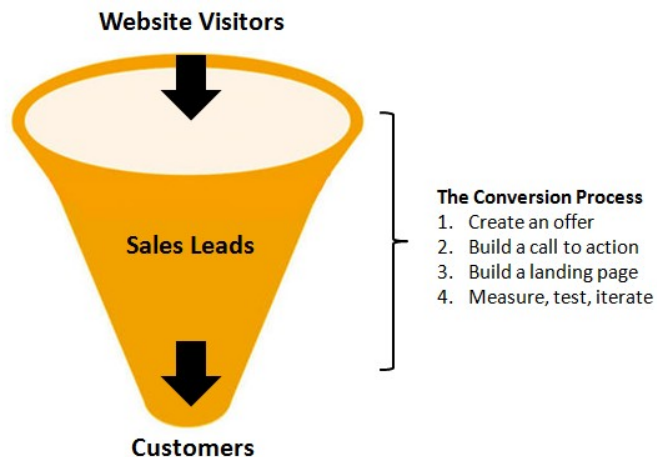 Website Visitors
Sales Leads
Customers
The Conversion Process
1. Create an offer
2. Build a call to action
3. Build a landing page
4. Measure, test, iterate